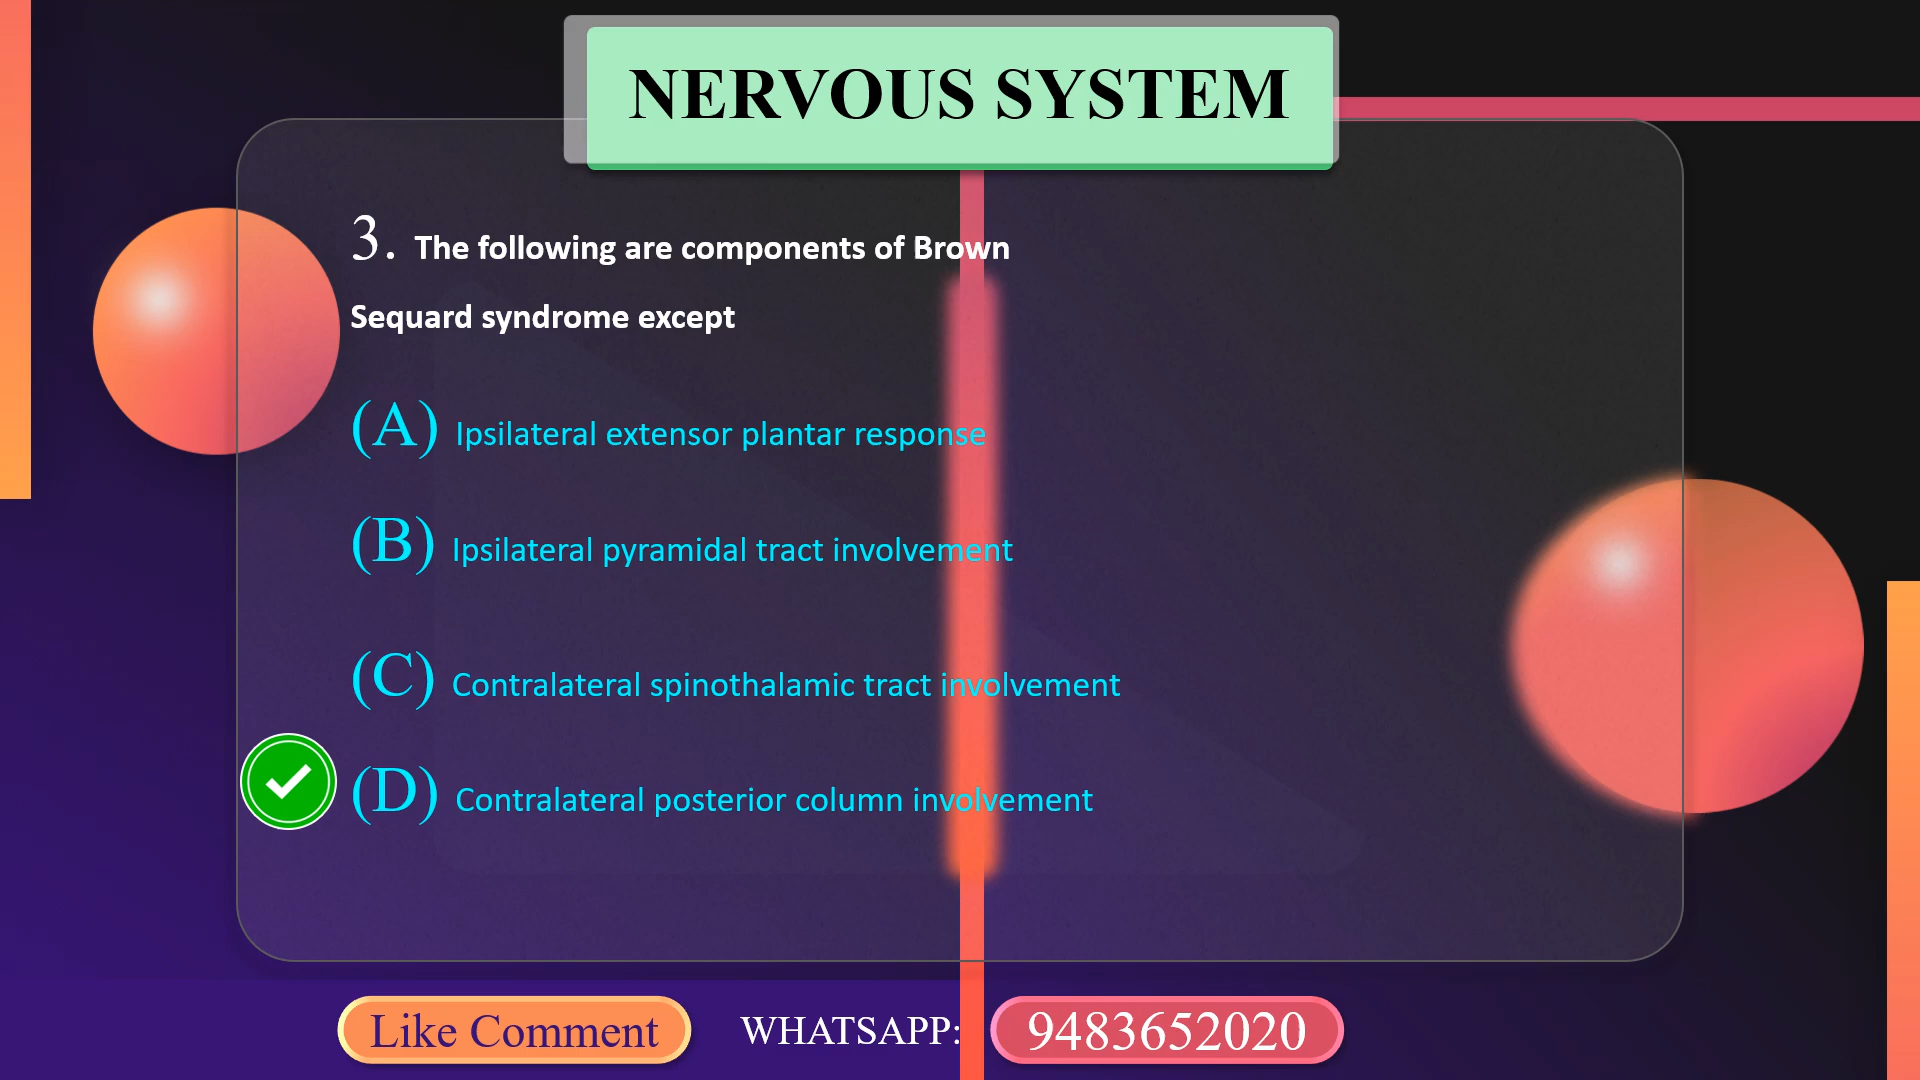 NERVOUS SYSTEM
3. The following are components of Brown
Sequard syndrome except
(A) Ipsilateral extensor plantar response
(B) Ipsilateral pyramidal tract involvement
(C) Contralateral spinothalamic tract involvement
(D) Contralateral posterior column involvement
Like Comment WHATSAPP: 9483652020